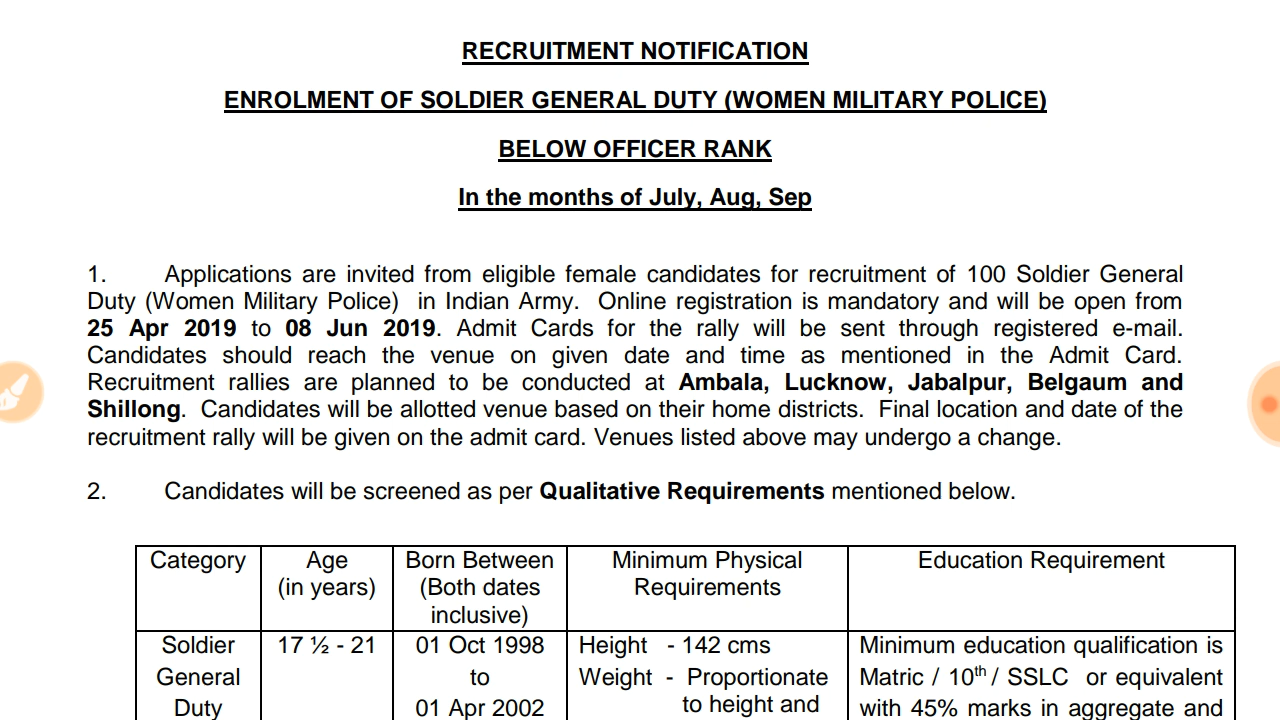 RECRUITMENT NOTIFICATION
ENROLMENT OF SOLDIER GENERAL DUTY (WOMEN MILITARY POLICE)
BELOW OFFICER RANK
In the months of July, Aug, Sep
1. Applications are invited from eligible female candidates for recruitment of 100 Soldier General
Duty (Women Military Police) in Indian Army. Online registration is mandatory and will be open from
25 Apr 2019 to 08 Jun 2019. Admit Cards for the rally will be sent through registered e-mail.
Candidates should reach the venue on given date and time as mentioned in the Admit Card.
Recruitment rallies are planned to be conducted at Ambala, Lucknow, Jabalpur, Belgaum and
Shillong. Candidates will be allotted venue based on their home districts. Final location and date of the
recruitment rally will be given on the admit card. Venues listed above may undergo a change.
2. Candidates will be screened as per Qualitative Requirements mentioned below.
Category Age Born Between Minimum Physical Education Requirement
(in years) (Both dates Requirements
inclusive)
Soldier 17 ½ - 21 01 Oct 1998 Height - 142 cms Minimum education qualification is
General to Weight - Proportionate Matric / 10th / SSLC or equivalent
Duty 01 Apr 2002 to height and with 45% marks in aggregate and